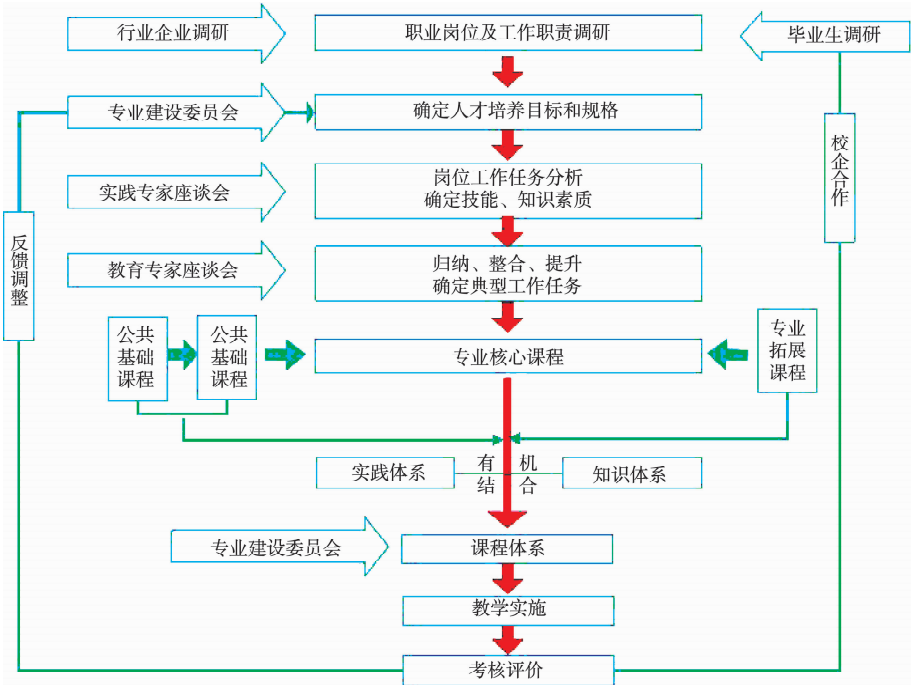 行业企业调研
职业岗位及工作职责调研
毕业生调研
专业建设委员会
确定人才培养目标和规格
校企合作
实践专家座谈会
岗位工作任务分析
确定技能、知识素质
反馈调整
教育专家座谈会
归纳、整合、提升
确定典型工作任务
公共
基础
课程
公共
基础
课程
专业核心课程
专业
拓展
课程
实践体系
有机
结合
知识体系
专业建设委员会
课程体系
教学实施
考核评价